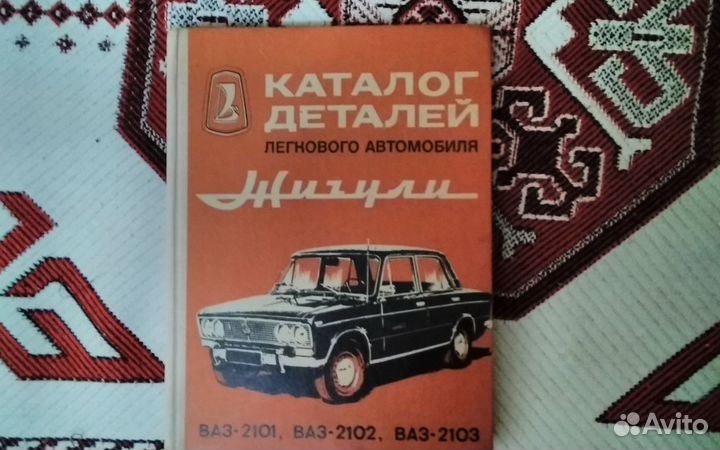 КАТАЛОГ
ДЕТАЛЕЙ
ЛЕГКОВОГО АВТОМОБИЛЯ
Жигули
ВАЗ-2101, ВАЗ-2102, ВАЗ-2103
Avito